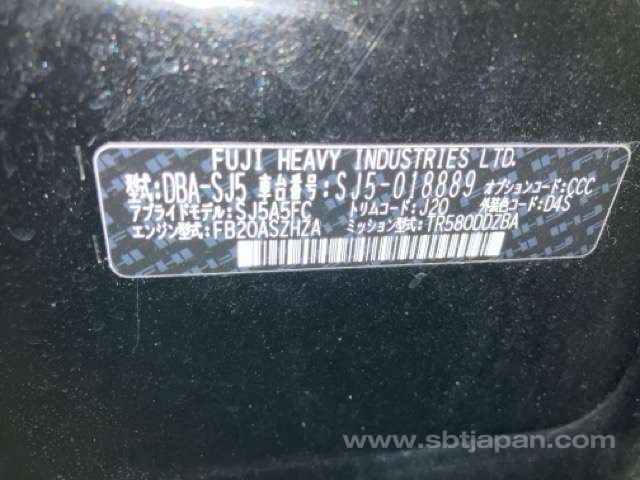 FUJI HEAVY INDUSTRIES LTD.
型式:DBA-SJ5 車台番号:SJ5-018889 オプションコード:CCC
アプライドモデル:SJ5A5FC トリムコード:J20 外装色コード:D4S
エンジン型式:FB20ASZHZA ミッション型式:TR580DDZBA
www.sbtjapan.com